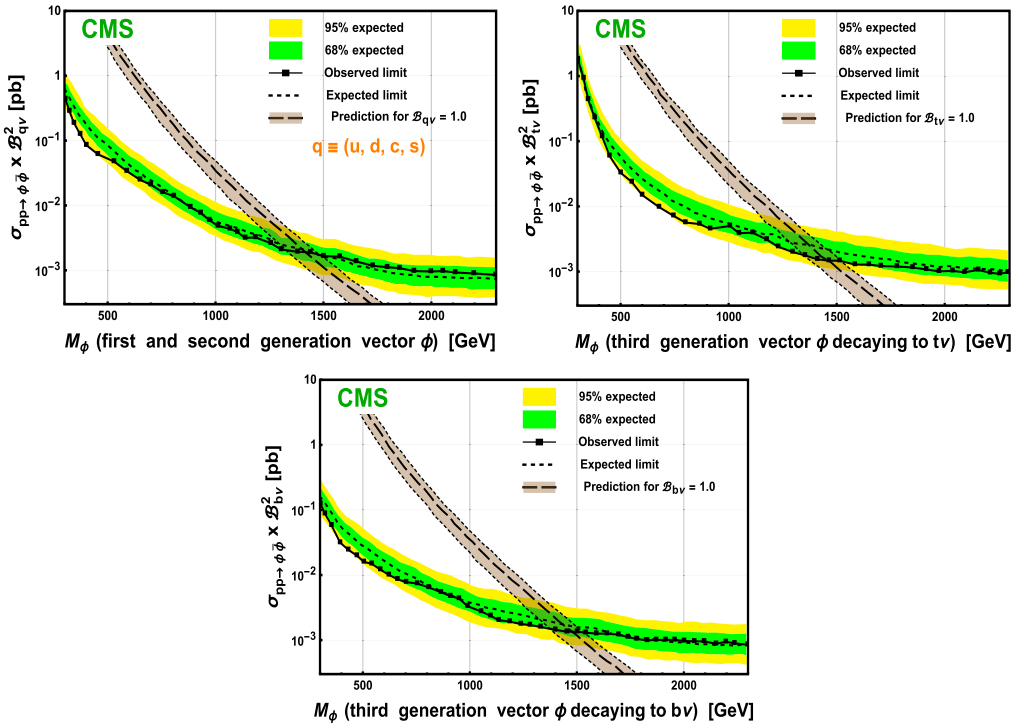 CMS
95% expected
68% expected
Observed limit
Expected limit
Prediction for ℬqν = 1.0
q ≡ (u, d, c, s)
10
1
10⁻¹
10⁻²
10⁻³
σpp→ϕϕ̄ x ℬ²qν [pb]
500 1000 1500 2000
Mϕ (first and second generation vector ϕ) [GeV]
CMS
95% expected
68% expected
Observed limit
Expected limit
Prediction for ℬtν = 1.0
10
1
10⁻¹
10⁻²
10⁻³
σpp→ϕϕ̄ x ℬ²tν [pb]
500 1000 1500 2000
Mϕ (third generation vector ϕ decaying to tν) [GeV]
CMS
95% expected
68% expected
Observed limit
Expected limit
Prediction for ℬbν = 1.0
10
1
10⁻¹
10⁻²
10⁻³
σpp→ϕϕ̄ x ℬ²bν [pb]
500 1000 1500 2000
Mϕ (third generation vector ϕ decaying to bν) [GeV]